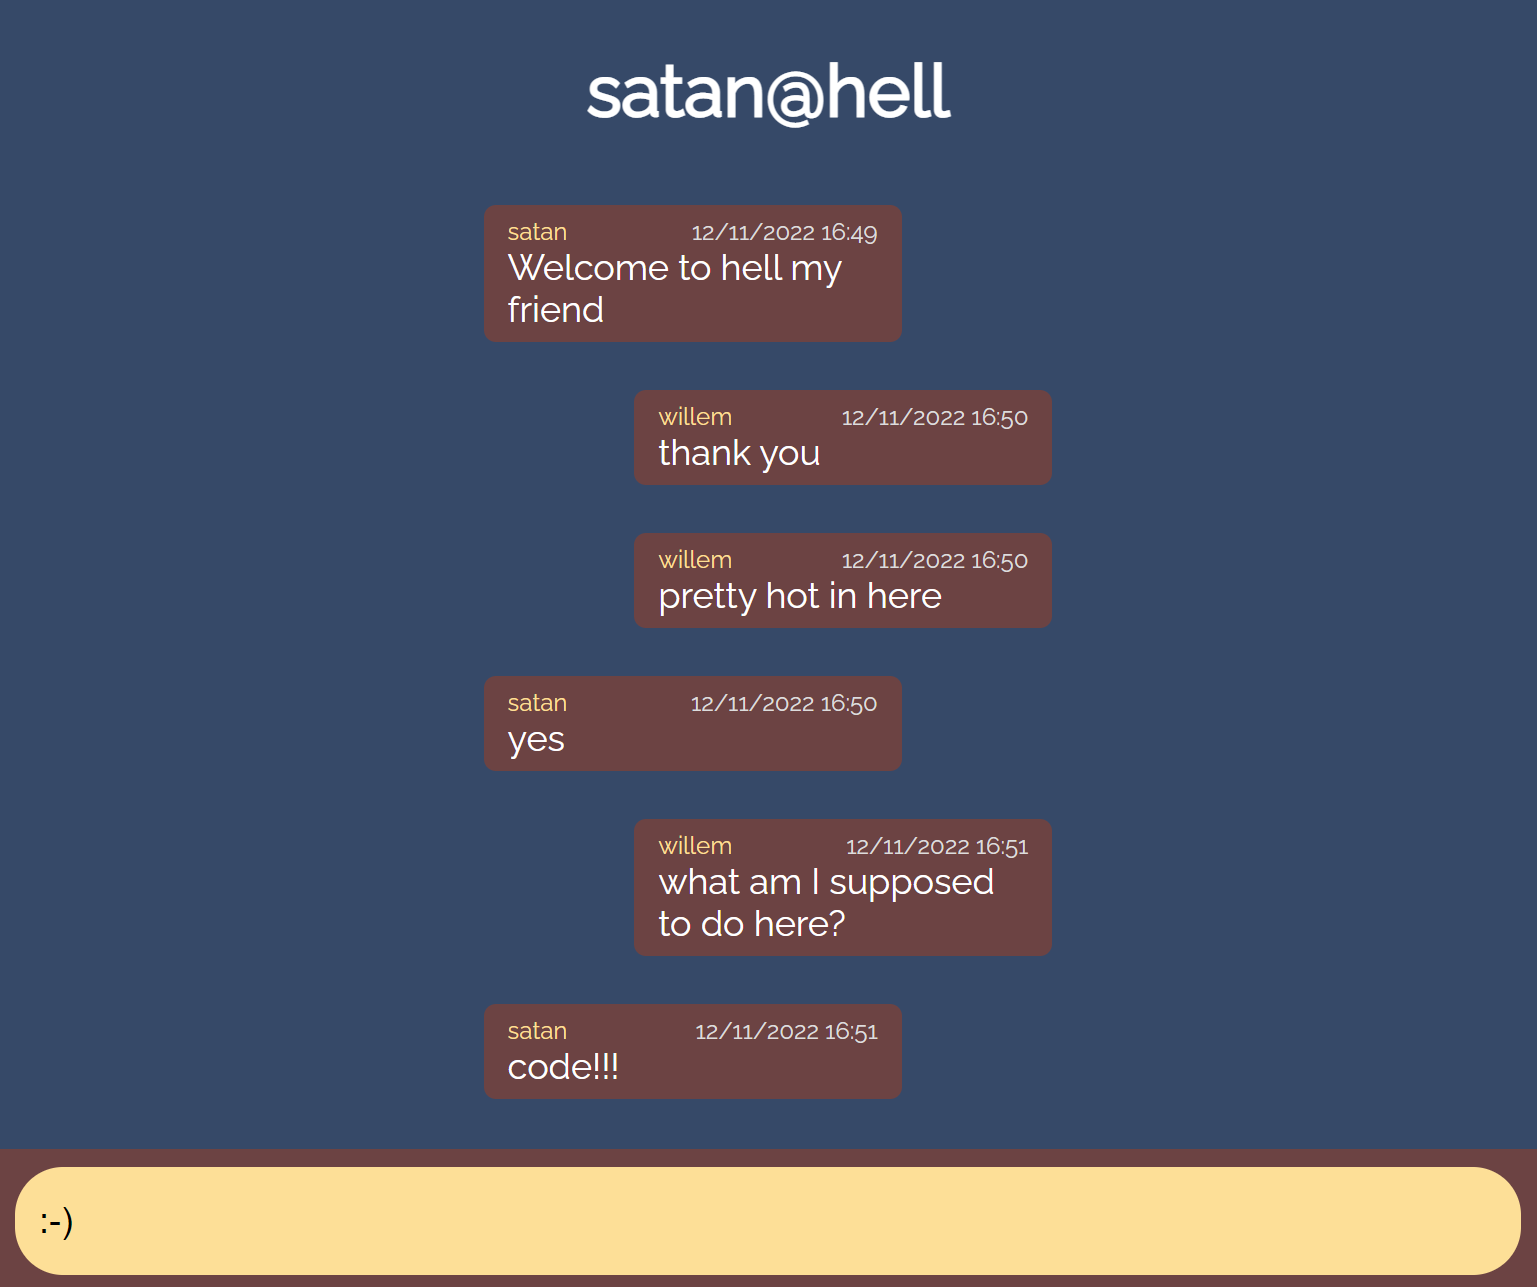 satan@hell
satan 12/11/2022 16:49
Welcome to hell my
friend
willem 12/11/2022 16:50
thank you
willem 12/11/2022 16:50
pretty hot in here
satan 12/11/2022 16:50
yes
willem 12/11/2022 16:51
what am I supposed
to do here?
satan 12/11/2022 16:51
code!!!
:-)